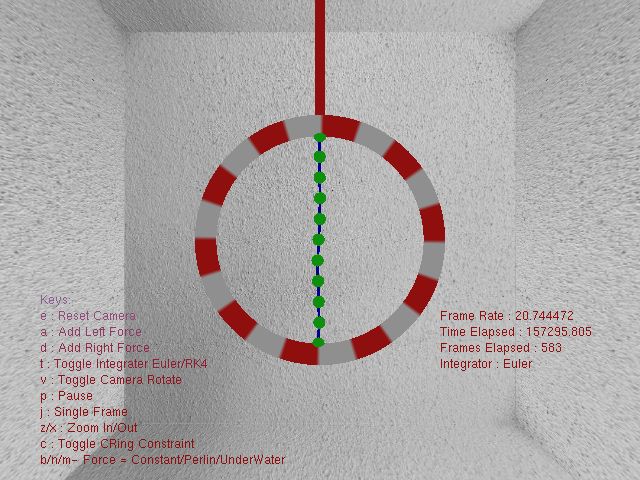 Keys:
e : Reset Camera
a : Add Left Force
d : Add Right Force
t : Toggle Integrater Euler/RK4
v : Toggle Camera Rotate
p : Pause
j : Single Frame
z/x : Zoom In/Out
c : Toggle CRing Constraint
b/n/m- Force = Constant/Perlin/UnderWater
Frame Rate : 20.744472
Time Elapsed : 157295.805
Frames Elapsed : 583
Integrator : Euler